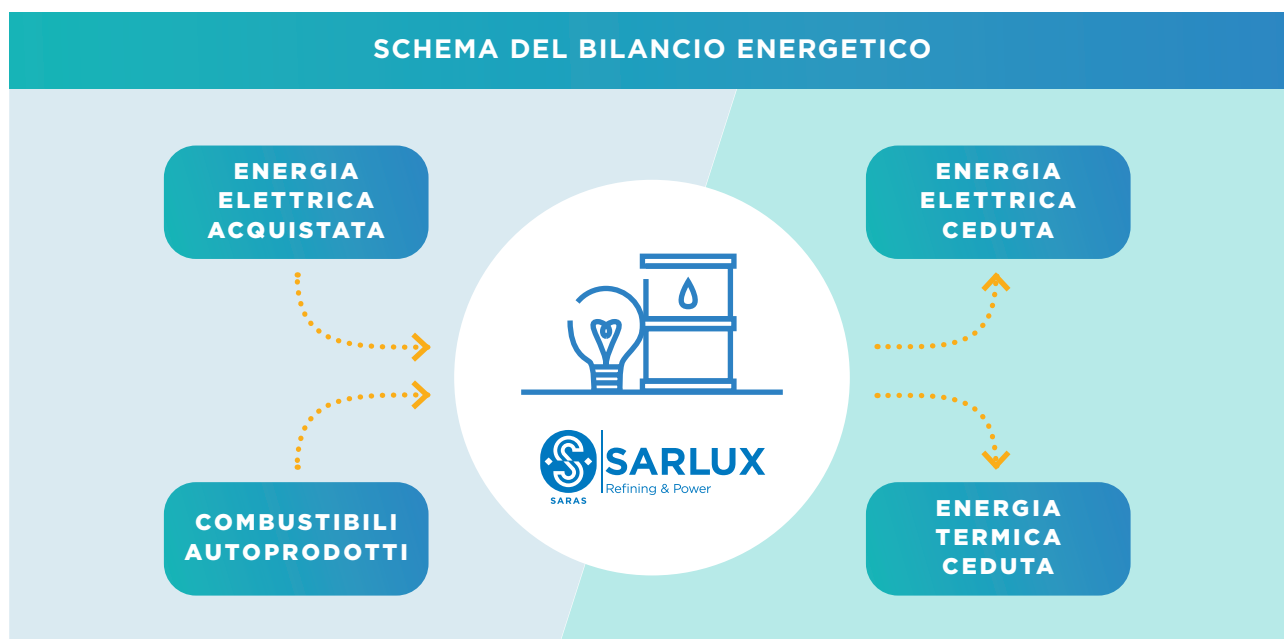 SCHEMA DEL BILANCIO ENERGETICO
ENERGIA
ELETTRICA
ACQUISTATA
COMBUSTIBILI
AUTOPRODOTTI
SARAS
SARLUX
Refining & Power
ENERGIA
ELETTRICA
CEDUTA
ENERGIA
TERMICA
CEDUTA